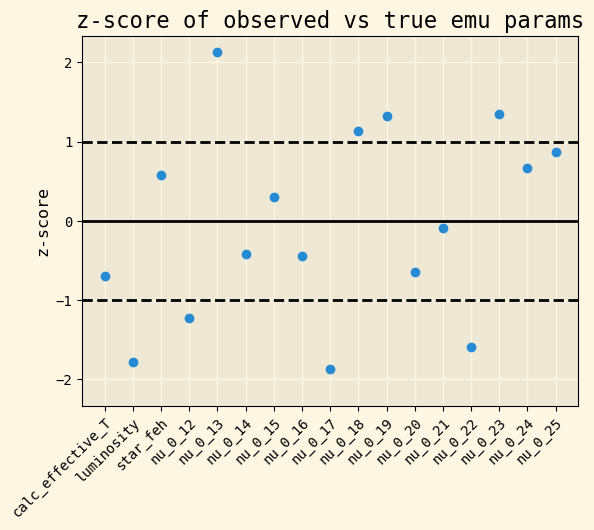 z-score of observed vs true emu params
z-score
2
1
0
−1
−2
calc_effective_T
luminosity
star_feh
nu_0_12
nu_0_13
nu_0_14
nu_0_15
nu_0_16
nu_0_17
nu_0_18
nu_0_19
nu_0_20
nu_0_21
nu_0_22
nu_0_23
nu_0_24
nu_0_25